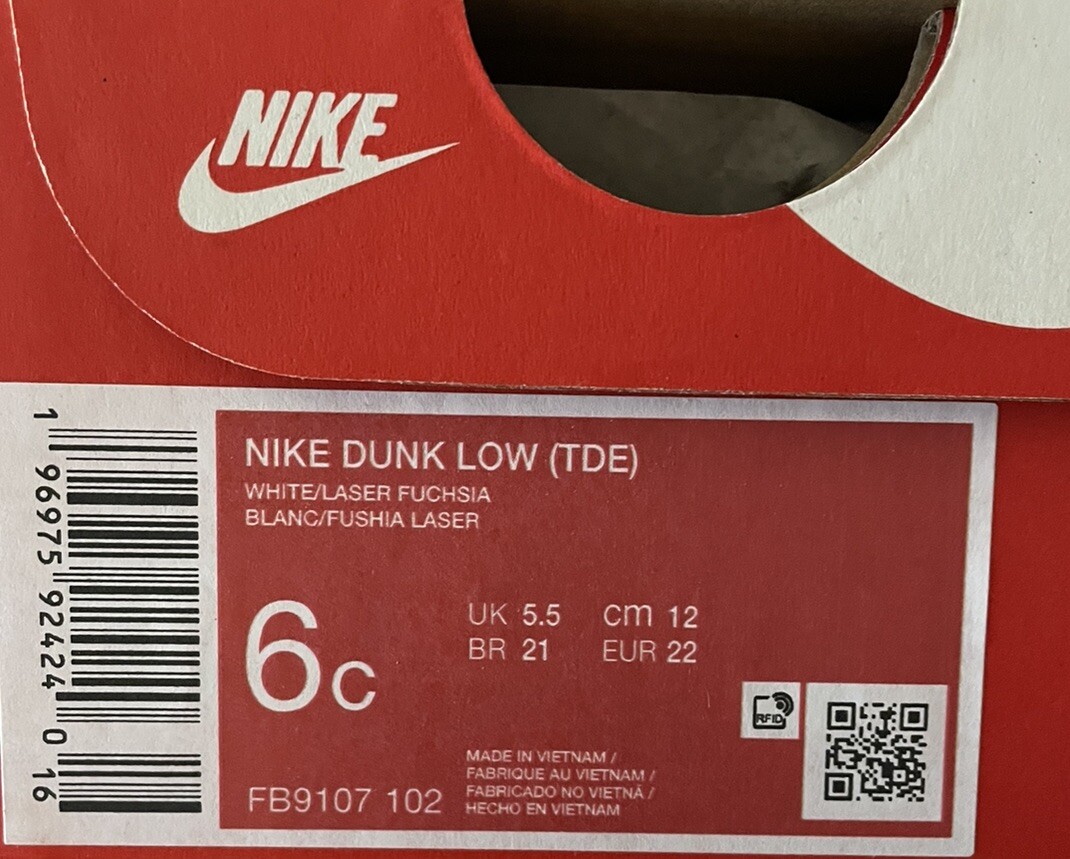 NIKE
1 96975 92424 0 16
NIKE DUNK LOW (TDE)
WHITE/LASER FUCHSIA
BLANC/FUSHIA LASER
6C
UK 5.5 cm 12
BR 21 EUR 22
RFID
MADE IN VIETNAM /
FABRIQUE AU VIETNAM /
FABRICADO NO VIETNÃ /
HECHO EN VIETNAM
FB9107 102